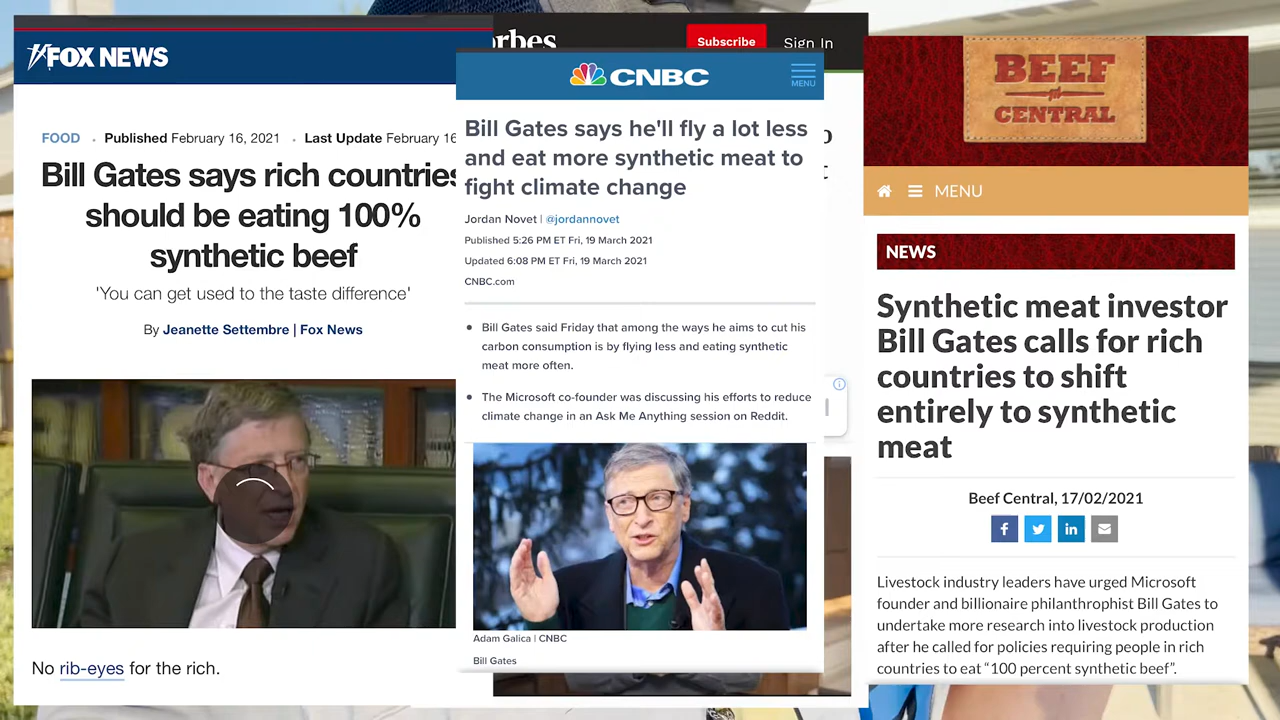 FOX NEWS
FOOD . Published February 16, 2021 . Last Update February 16
Bill Gates says rich countries
should be eating 100%
synthetic beef
'You can get used to the taste difference'
By Jeanette Settembre | Fox News
No rib-eyes for the rich.
orbes
Subscribe
Sign In
CNBC
MENU
Bill Gates says he'll fly a lot less
and eat more synthetic meat to
fight climate change
Jordan Novet | @jordannovet
Published 5:26 PM ET Fri, 19 March 2021
Updated 6:08 PM ET Fri, 19 March 2021
CNBC.com
• Bill Gates said Friday that among the ways he aims to cut his
carbon consumption is by flying less and eating synthetic
meat more often.
• The Microsoft co-founder was discussing his efforts to reduce
climate change in an Ask Me Anything session on Reddit.
Adam Galica | CNBC
Bill Gates
BEEF
CENTRAL
MENU
NEWS
Synthetic meat investor
Bill Gates calls for rich
countries to shift
entirely to synthetic
meat
Beef Central, 17/02/2021
Livestock industry leaders have urged Microsoft
founder and billionaire philanthrophist Bill Gates to
undertake more research into livestock production
after he called for policies requiring people in rich
countries to eat “100 percent synthetic beef”.